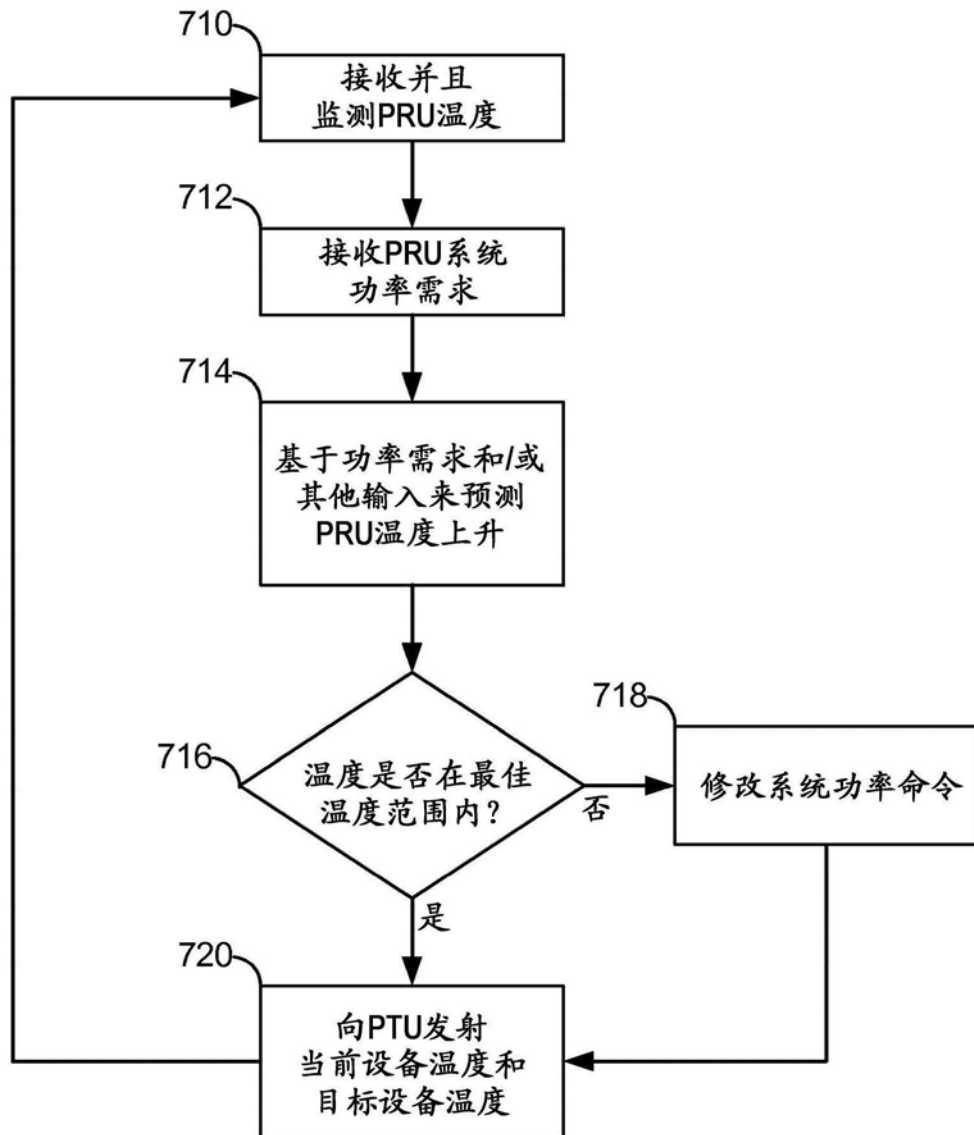 710
接收并且
监测PRU温度
712
接收PRU系统
功率需求
714
基于功率需求和/或
其他输入来预测
PRU温度上升
716
温度是否在最佳
温度范围内?
否
718
修改系统功率命令
是
720
向PTU发射
当前设备温度和
目标设备温度